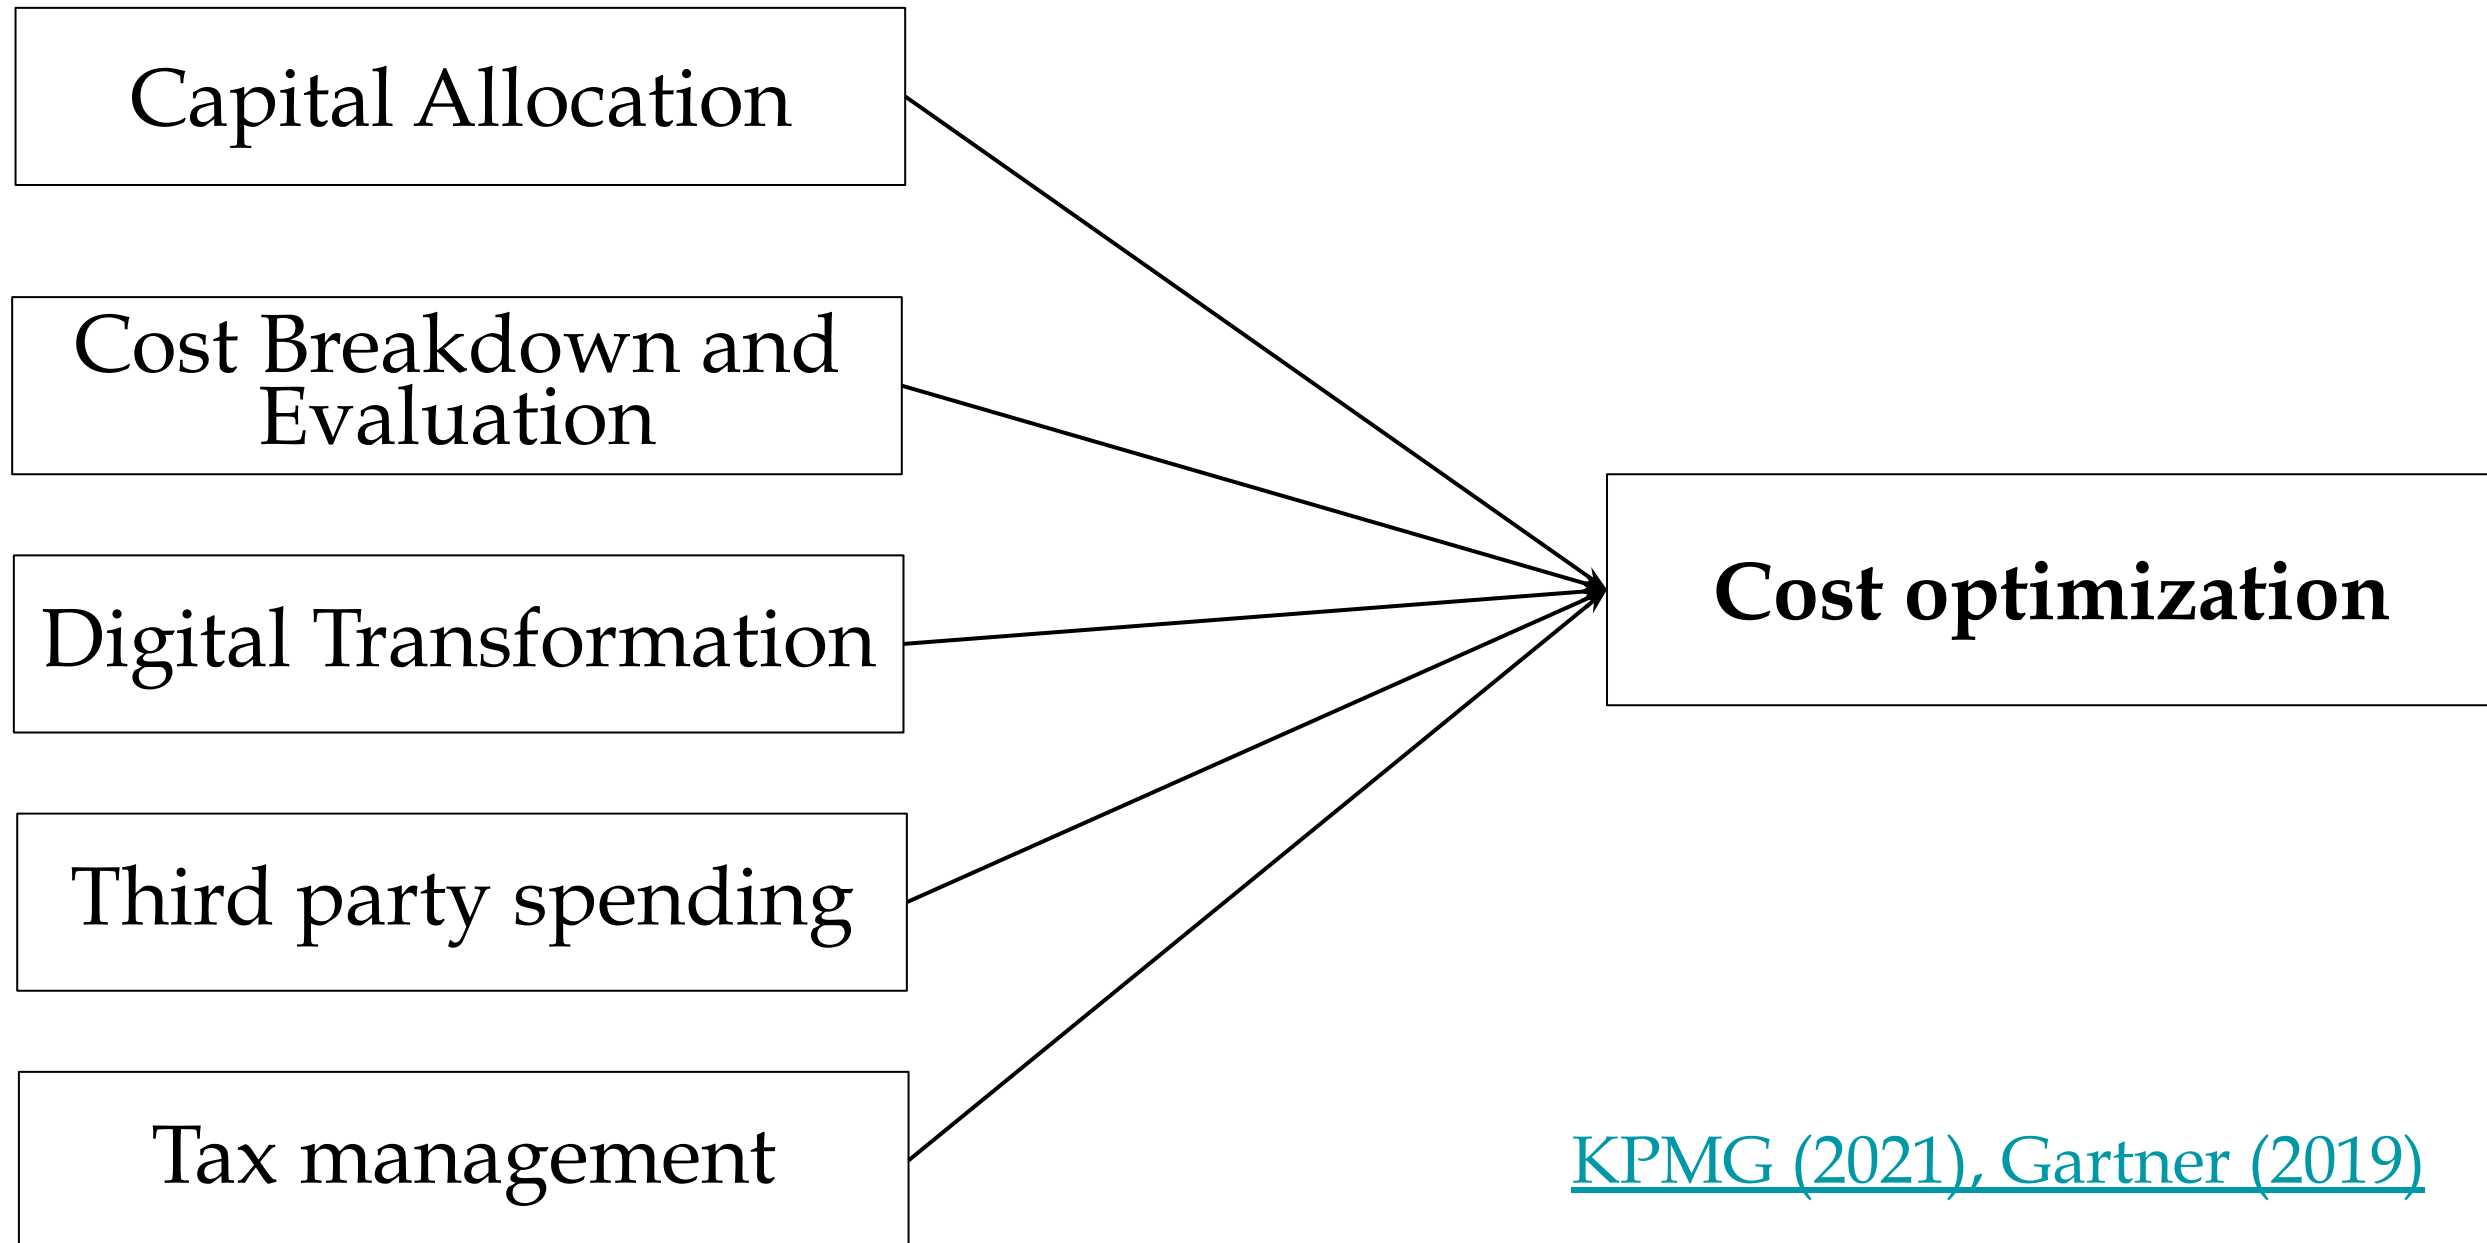 Capital Allocation
Cost Breakdown and
Evaluation
Digital Transformation
Cost optimization
Third party spending
Tax management
KPMG (2021), Gartner (2019)